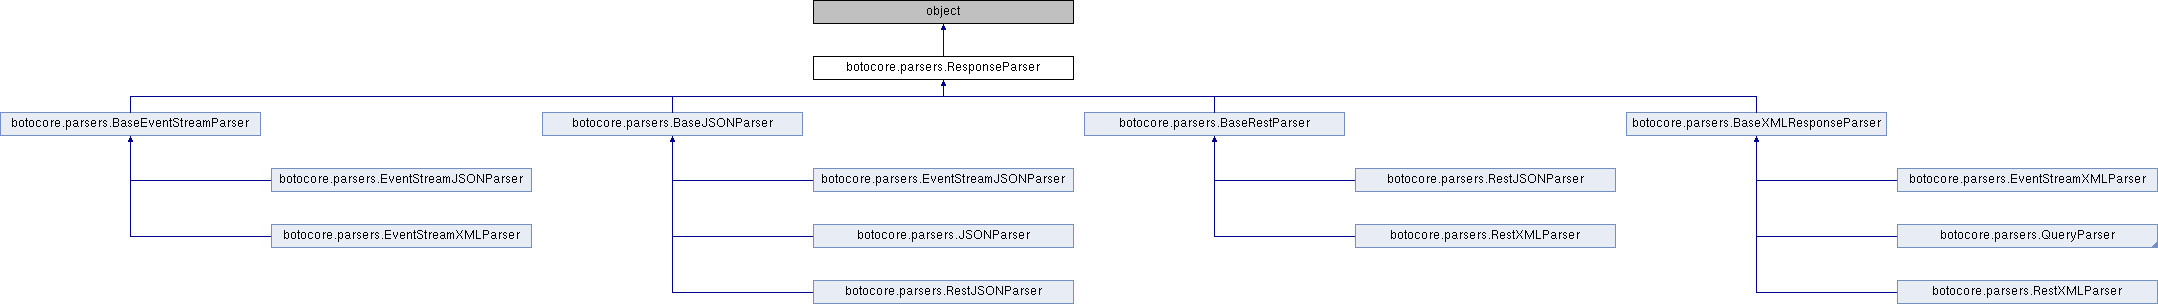 object
botocore.parsers.ResponseParser
botocore.parsers.BaseEventStreamParser
botocore.parsers.BaseJSONParser
botocore.parsers.BaseRestParser
botocore.parsers.BaseXMLResponseParser
botocore.parsers.EventStreamJSONParser
botocore.parsers.EventStreamJSONParser
botocore.parsers.RestJSONParser
botocore.parsers.EventStreamXMLParser
botocore.parsers.EventStreamXMLParser
botocore.parsers.JSONParser
botocore.parsers.RestXMLParser
botocore.parsers.QueryParser
botocore.parsers.RestJSONParser
botocore.parsers.RestXMLParser